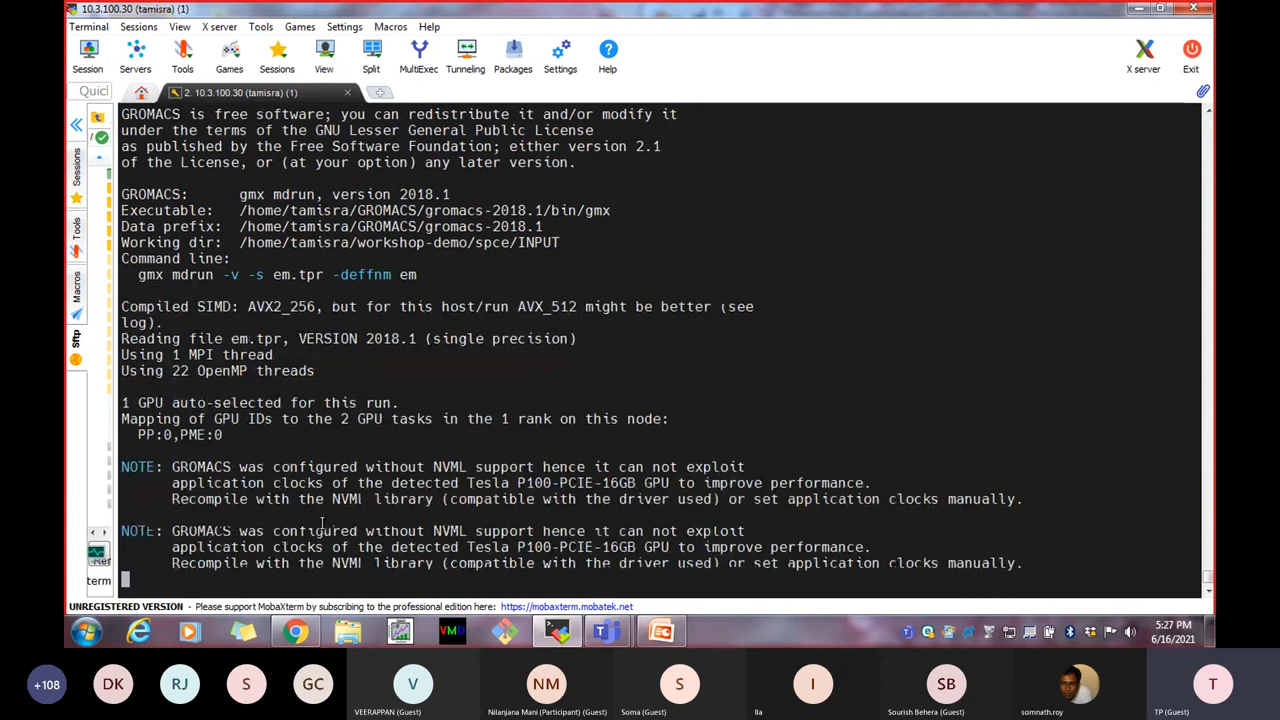 10.3.100.30 (tamisra) (1)
Terminal Sessions View X server Tools Games Settings Macros Help
Session Servers Tools Games Sessions View Split MultiExec Tunneling Packages Settings Help X server Exit
Quicl
2. 10.3.100.30 (tamisra) (1)
Sessions
Tools
Macros
Sftp
GROMACS is free software; you can redistribute it and/or modify it
under the terms of the GNU Lesser General Public License
as published by the Free Software Foundation; either version 2.1
of the License, or (at your option) any later version.
GROMACS: gmx mdrun, version 2018.1
Executable: /home/tamisra/GROMACS/gromacs-2018.1/bin/gmx
Data prefix: /home/tamisra/GROMACS/gromacs-2018.1
Working dir: /home/tamisra/workshop-demo/spce/INPUT
Command line:
gmx mdrun -v -s em.tpr -deffnm em
Compiled SIMD: AVX2_256, but for this host/run AVX_512 might be better (see
log).
Reading file em.tpr, VERSION 2018.1 (single precision)
Using 1 MPI thread
Using 22 OpenMP threads
1 GPU auto-selected for this run.
Mapping of GPU IDs to the 2 GPU tasks in the 1 rank on this node:
PP:0,PME:0
NOTE: GROMACS was configured without NVML support hence it can not exploit
application clocks of the detected Tesla P100-PCIE-16GB GPU to improve performance.
Recompile with the NVML library (compatible with the driver used) or set application clocks manually.
NOTE: GROMACS was configured without NVML support hence it can not exploit
application clocks of the detected Tesla P100-PCIE-16GB GPU to improve performance.
Recompile with the NVML library (compatible with the driver used) or set application clocks manually.
term
UNREGISTERED VERSION - Please support MobaXterm by subscribing to the professional edition here: https://mobaxterm.mobatek.net
VMD
5:27 PM
6/16/2021
+108 DK RJ S GC V NM S I SB T
VEERAPPAN (Guest) Nilanjana Mani (Participant) (Guest) Soma (Guest) Ila Sourish Behera (Guest) somnath.roy TP (Guest)